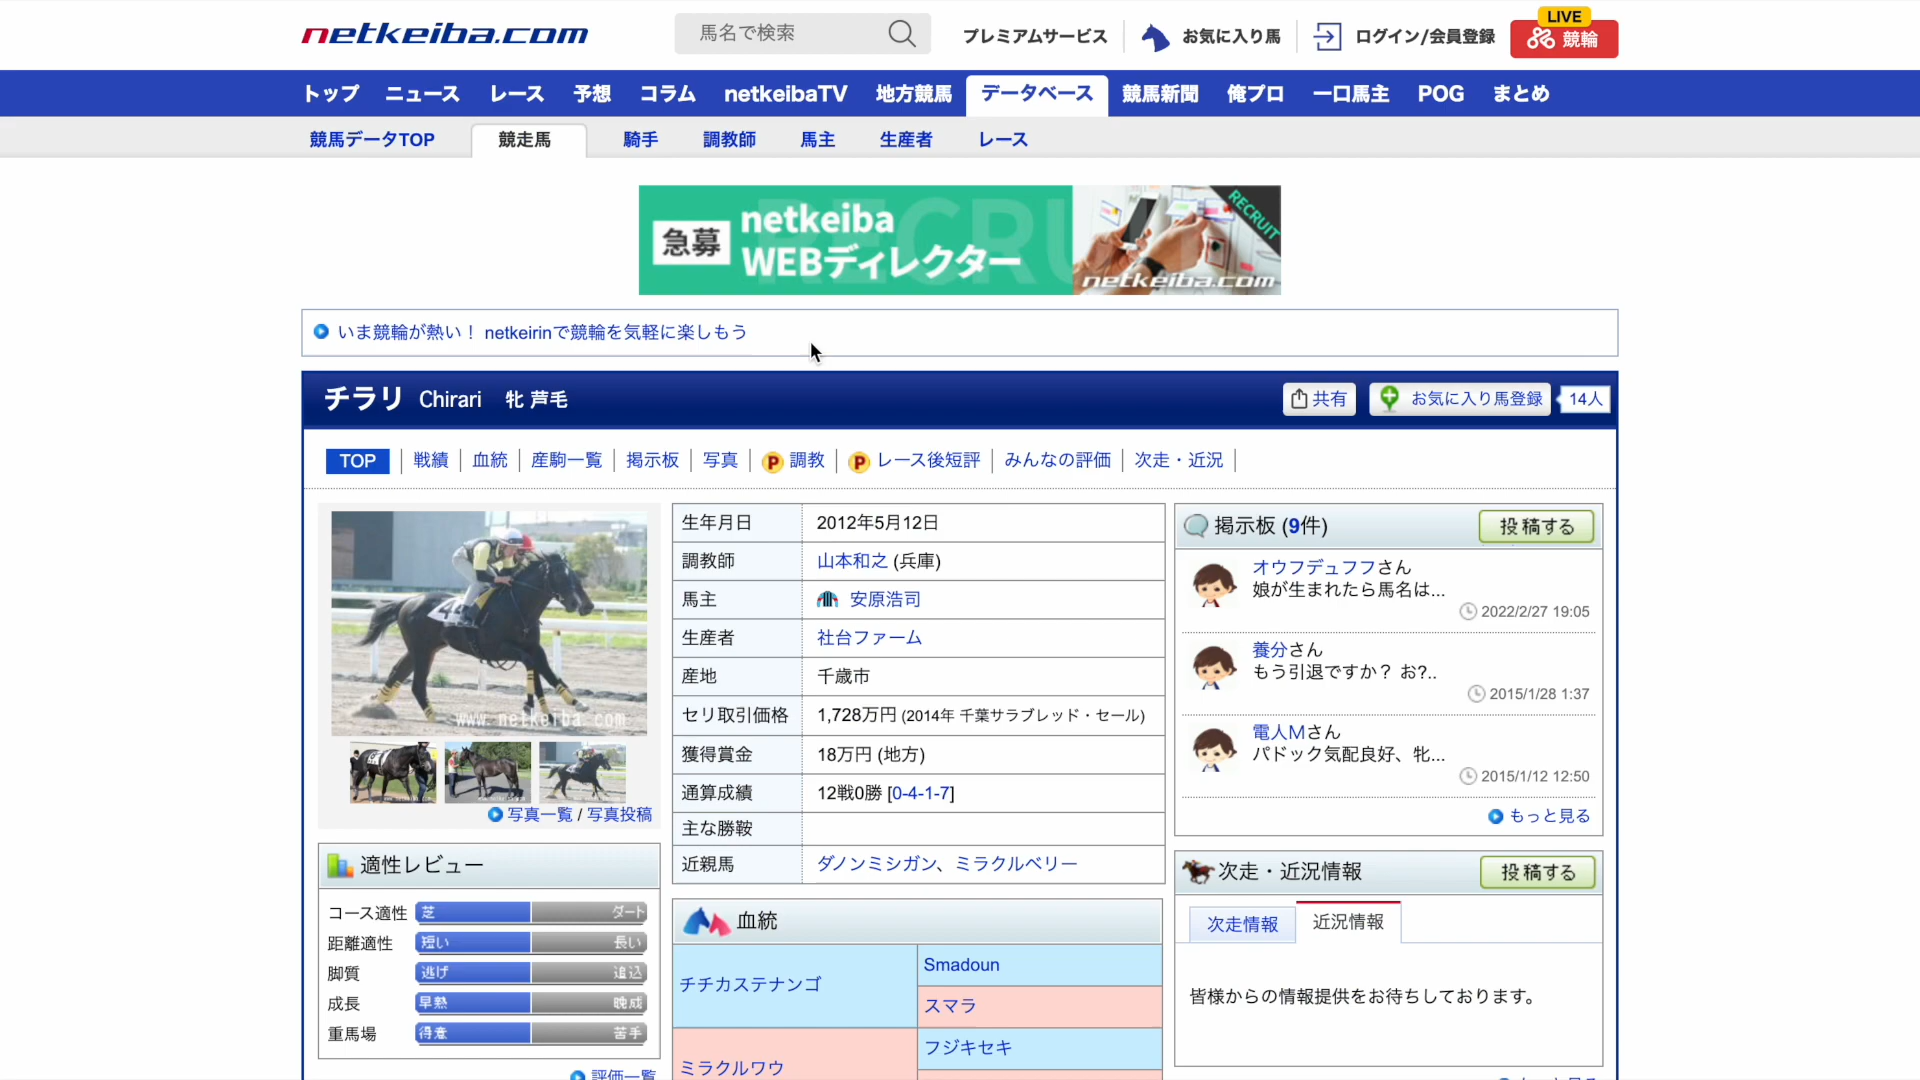 netkeiba.com
馬名で検索
プレミアムサービス
お気に入り馬
ログイン/会員登録
LIVE
競輪
トップ ニュース レース 予想 コラム netkeibaTV 地方競馬 データベース 競馬新聞 俺プロ 一口馬主 POG まとめ
競馬データTOP 競走馬 騎手 調教師 馬主 生産者 レース
急募
netkeiba
WEBディレクター
RECRUIT
netkeiba.com
いま競輪が熱い！ netkeirinで競輪を気軽に楽しもう
チラリ Chirari 牝 芦毛
共有
お気に入り馬登録
14人
TOP 戦績 血統 産駒一覧 掲示板 写真 P 調教 P レース後短評 みんなの評価 次走・近況
www.netkeiba.com
写真一覧 / 写真投稿
適性レビュー
コース適性 芝 ダート
距離適性 短い 長い
脚質 逃げ 追込
成長 早熟 晩成
重馬場 得意 苦手
評価一覧
生年月日 2012年5月12日
調教師 山本和之 (兵庫)
馬主 安原浩司
生産者 社台ファーム
産地 千歳市
セリ取引価格 1,728万円 (2014年 千葉サラブレッド・セール)
獲得賞金 18万円 (地方)
通算成績 12戦0勝 [0-4-1-7]
主な勝鞍
近親馬 ダノンミシガン、ミラクルベリー
血統
チチカステナンゴ
Smadoun
スマラ
ミラクルワウ
フジキセキ
掲示板 (9件)
投稿する
オウフデュフフさん
娘が生まれたら馬名は...
2022/2/27 19:05
養分さん
もう引退ですか？ お?..
2015/1/28 1:37
電人Mさん
パドック気配良好、牝...
2015/1/12 12:50
もっと見る
次走・近況情報
投稿する
次走情報
近況情報
皆様からの情報提供をお待ちしております。